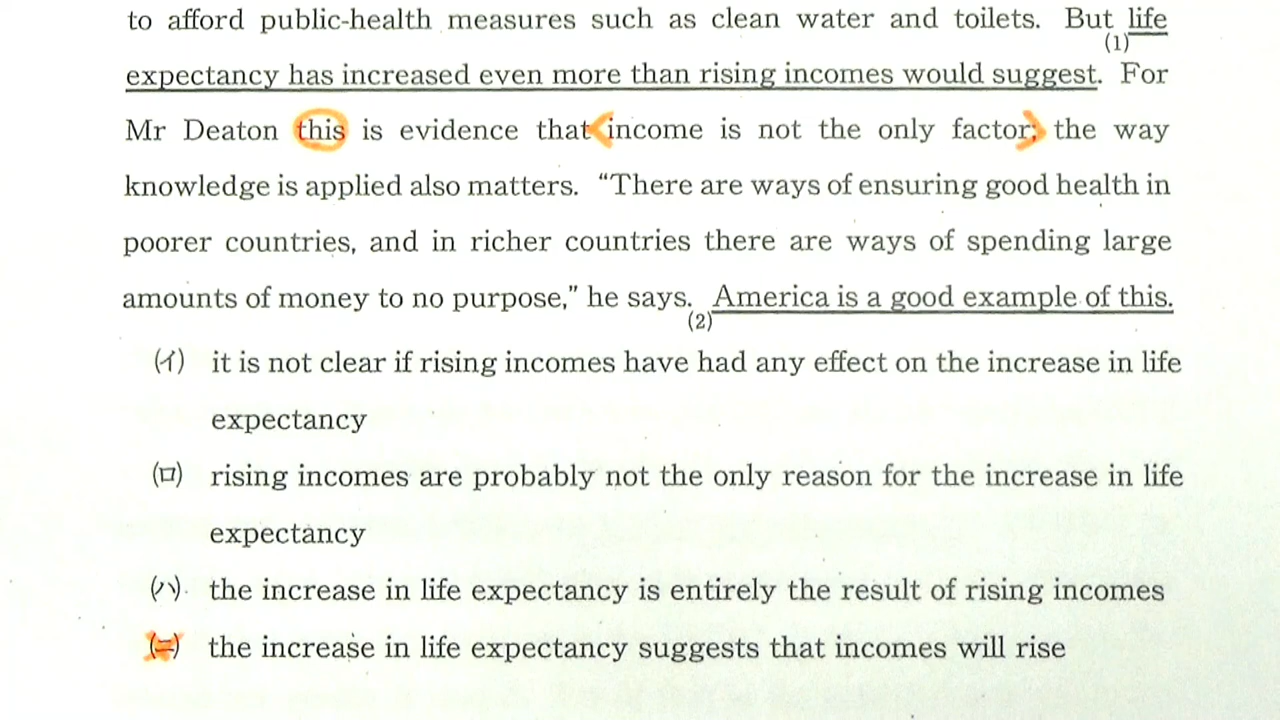 to afford public-health measures such as clean water and toilets. But life
(1)
expectancy has increased even more than rising incomes would suggest. For
Mr Deaton this is evidence that income is not the only factor; the way
knowledge is applied also matters. “There are ways of ensuring good health in
poorer countries, and in richer countries there are ways of spending large
amounts of money to no purpose,” he says. America is a good example of this.
(2)
(イ) it is not clear if rising incomes have had any effect on the increase in life
expectancy
(ロ) rising incomes are probably not the only reason for the increase in life
expectancy
(ハ) the increase in life expectancy is entirely the result of rising incomes
(ニ) the increase in life expectancy suggests that incomes will rise